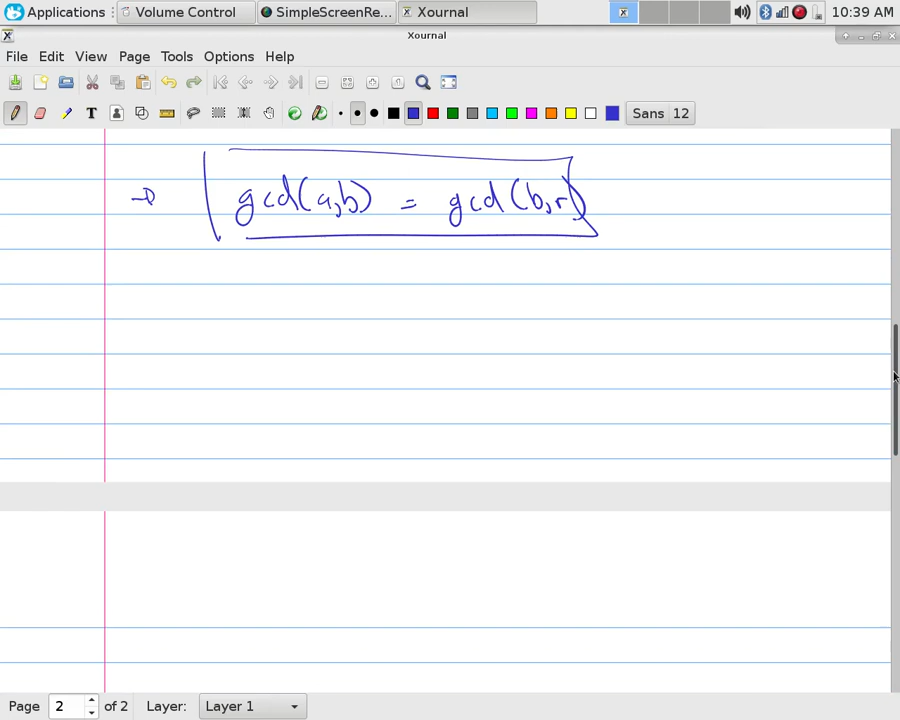 Applications Volume Control SimpleScreenRe... Xournal 10:39 AM
Xournal
File Edit View Page Tools Options Help
Sans 12
→ gcd(a,b) = gcd(b,r)
Page 2 of 2 Layer: Layer 1